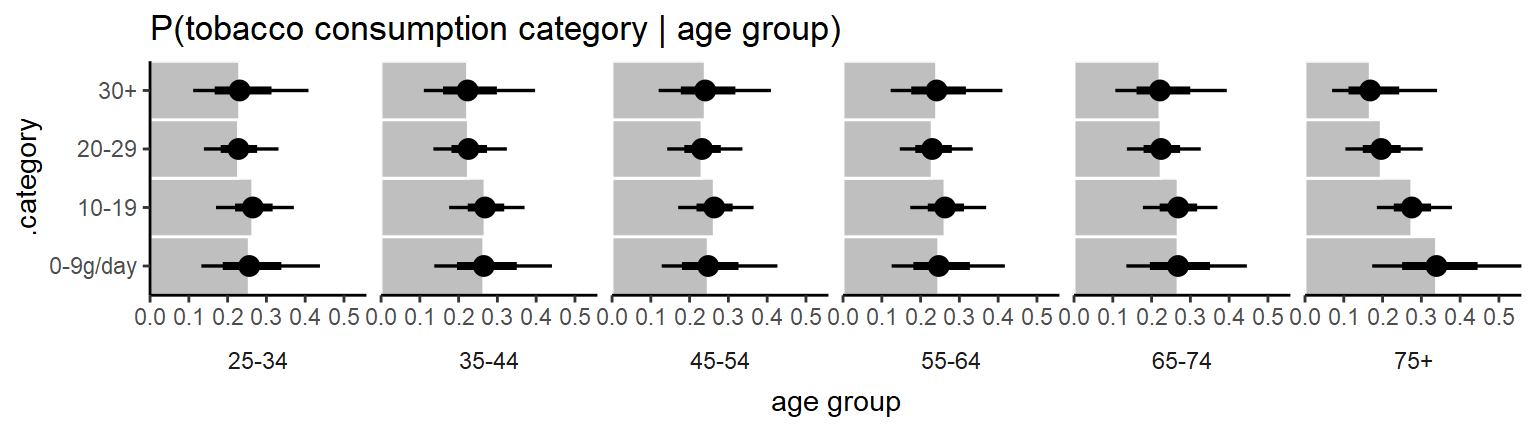 P(tobacco consumption category | age group)
.category
30+
20-29
10-19
0-9g/day
0.0 0.1 0.2 0.3 0.4 0.5 0.0 0.1 0.2 0.3 0.4 0.5 0.0 0.1 0.2 0.3 0.4 0.5 0.0 0.1 0.2 0.3 0.4 0.5 0.0 0.1 0.2 0.3 0.4 0.5 0.0 0.1 0.2 0.3 0.4 0.5
25-34 35-44 45-54 55-64 65-74 75+
age group